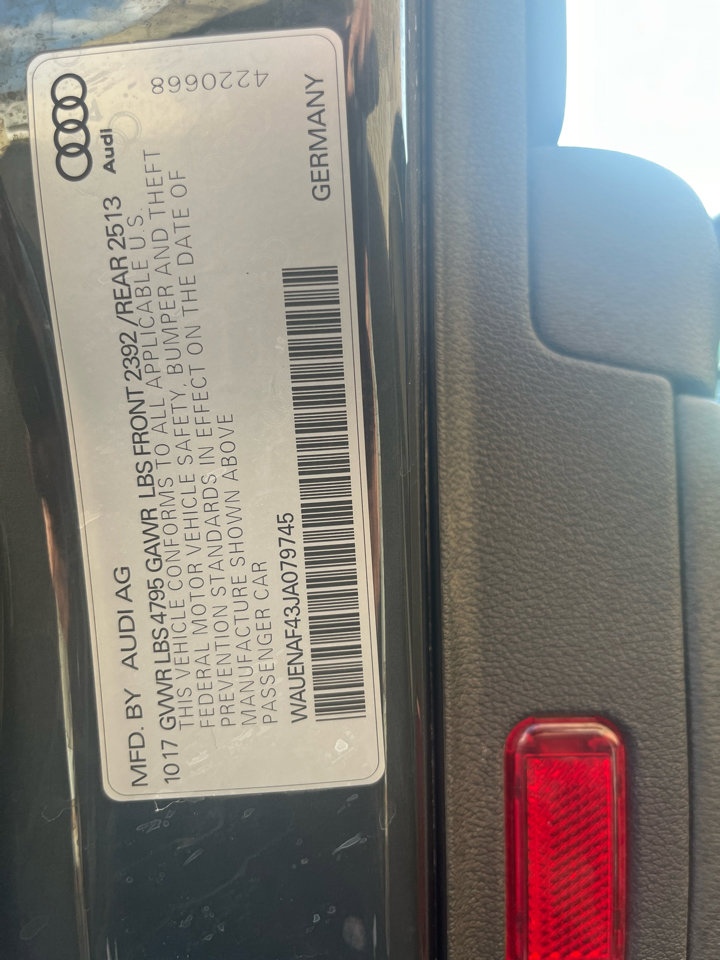 MFD. BY AUDI AG
Audi
10 17 GVWR LBS 4795 GAWR LBS FRONT 2392 / REAR 2513
THIS VEHICLE CONFORMS TO ALL APPLICABLE U.S.
FEDERAL MOTOR VEHICLE SAFETY, BUMPER AND THEFT
PREVENTION STANDARDS IN EFFECT ON THE DATE OF
MANUFACTURE SHOWN ABOVE
PASSENGER CAR
WAUENAF43JA079745
GERMANY
4220668